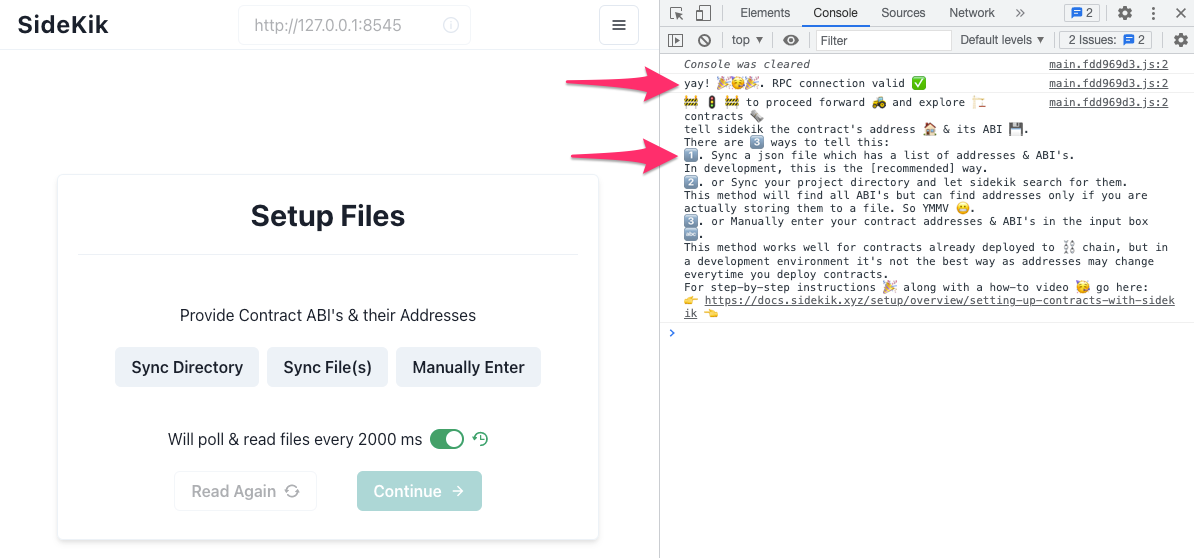 SideKik
http://127.0.0.1:8545
Setup Files
Provide Contract ABI's & their Addresses
Sync Directory
Sync File(s)
Manually Enter
Will poll & read files every 2000 ms
Read Again
Continue
Elements
Console
Sources
Network
»
2
top ▼
Filter
Default levels ▼
2 Issues: 2
Console was cleared
main.fdd969d3.js:2
yay! 🎉🥳🎉. RPC connection valid ✅
main.fdd969d3.js:2
🚧 🚦 🚧 to proceed forward 🚜 and explore 🏗️
main.fdd969d3.js:2
contracts 🗞️
tell sidekik the contract's address 🏠 & its ABI 💾.
There are 3️⃣ ways to tell this:
1️⃣. Sync a json file which has a list of addresses & ABI's.
In development, this is the [recommended] way.
2️⃣. or Sync your project directory and let sidekik search for them.
This method will find all ABI's but can find addresses only if you are
actually storing them to a file. So YMMV 😬.
3️⃣. or Manually enter your contract addresses & ABI's in the input box
🔤.
This method works well for contracts already deployed to ⛓️ chain, but in
a development environment it's not the best way as addresses may change
everytime you deploy contracts.
For step-by-step instructions 🎉 along with a how-to video 🥳 go here:
👉 https://docs.sidekik.xyz/setup/overview/setting-up-contracts-with-sidek
ik 👈